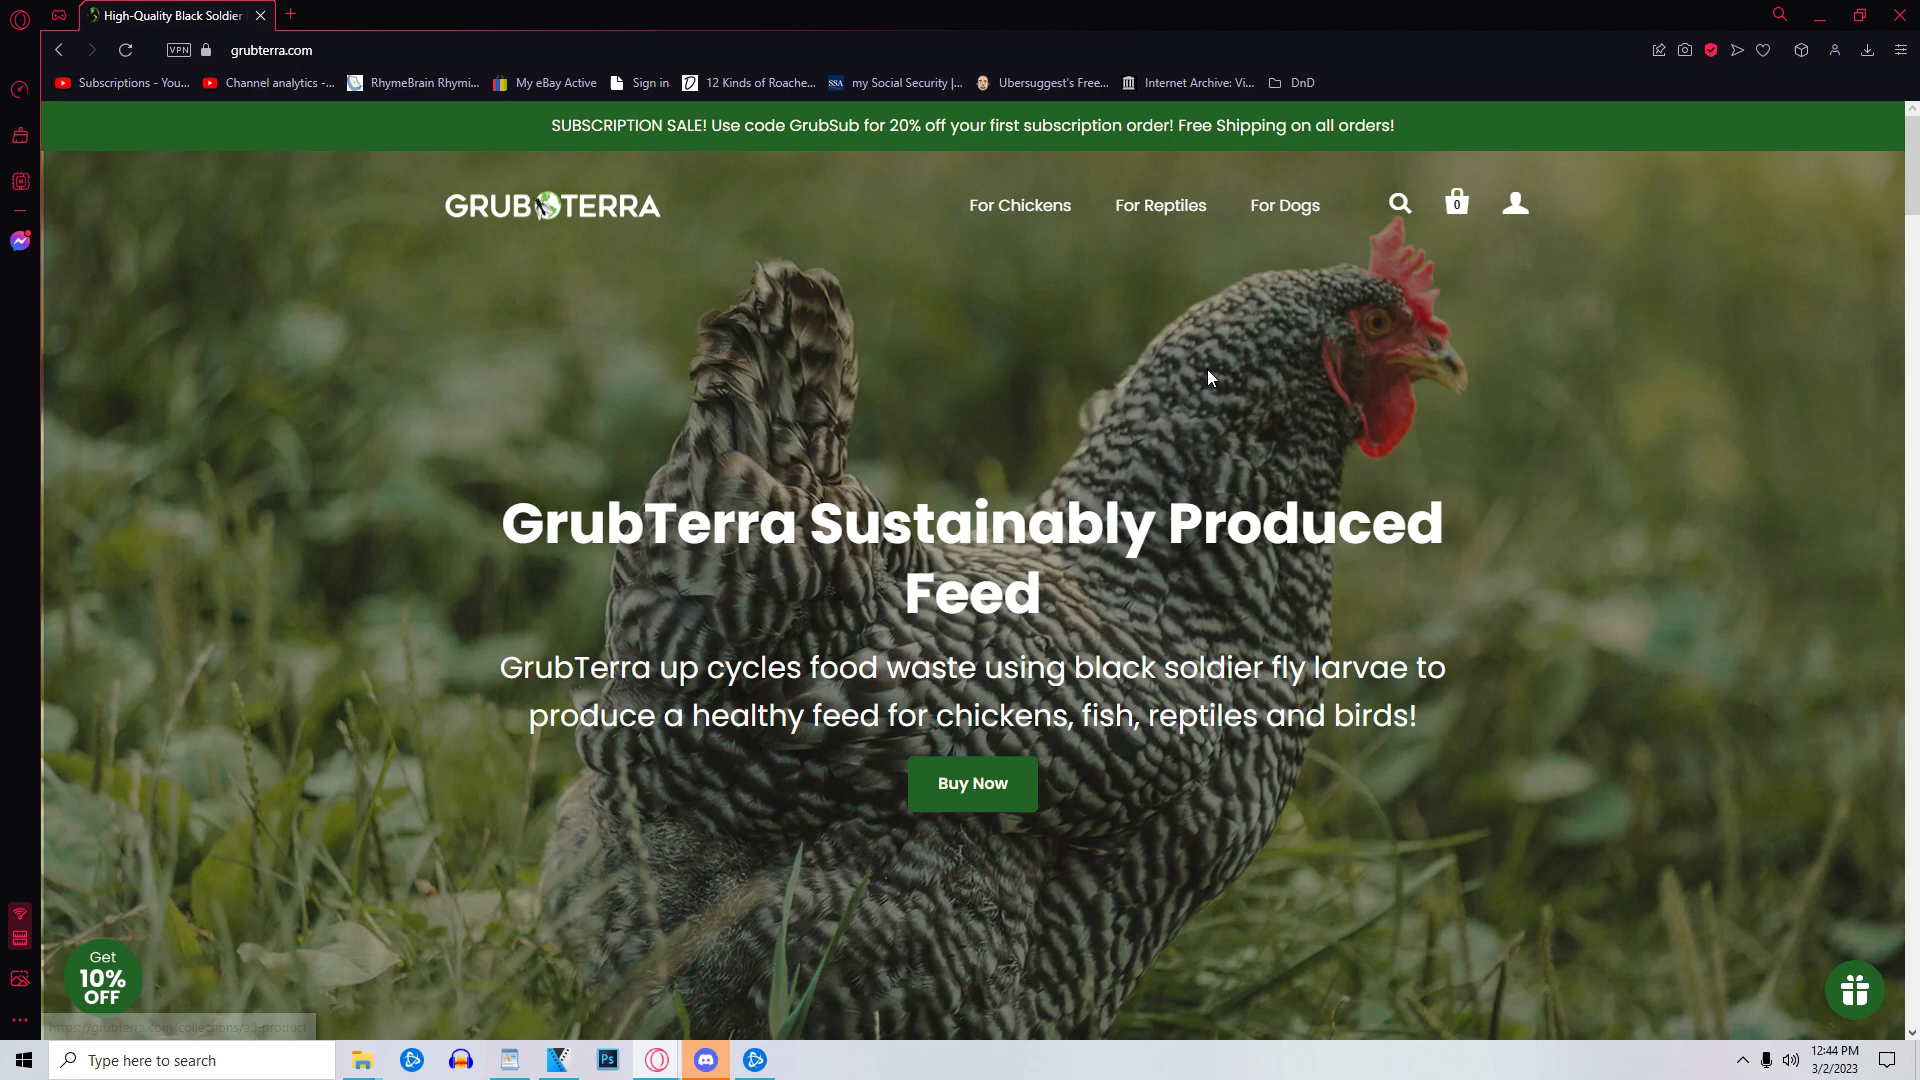 High-Quality Black Soldier
VPN
grubterra.com
Subscriptions - You...
Channel analytics -...
RhymeBrain Rhymi...
My eBay Active
Sign in
12 Kinds of Roache...
SSA
my Social Security |...
Ubersuggest's Free...
Internet Archive: Vi...
DnD
SUBSCRIPTION SALE! Use code GrubSub for 20% off your first subscription order! Free Shipping on all orders!
GRUBTERRA
For Chickens
For Reptiles
For Dogs
0
GrubTerra Sustainably Produced
Feed
GrubTerra up cycles food waste using black soldier fly larvae to
produce a healthy feed for chickens, fish, reptiles and birds!
Buy Now
Get
10%
OFF
https://grubterra.com/collections/all-product
Type here to search
Ps
12:44 PM
3/2/2023